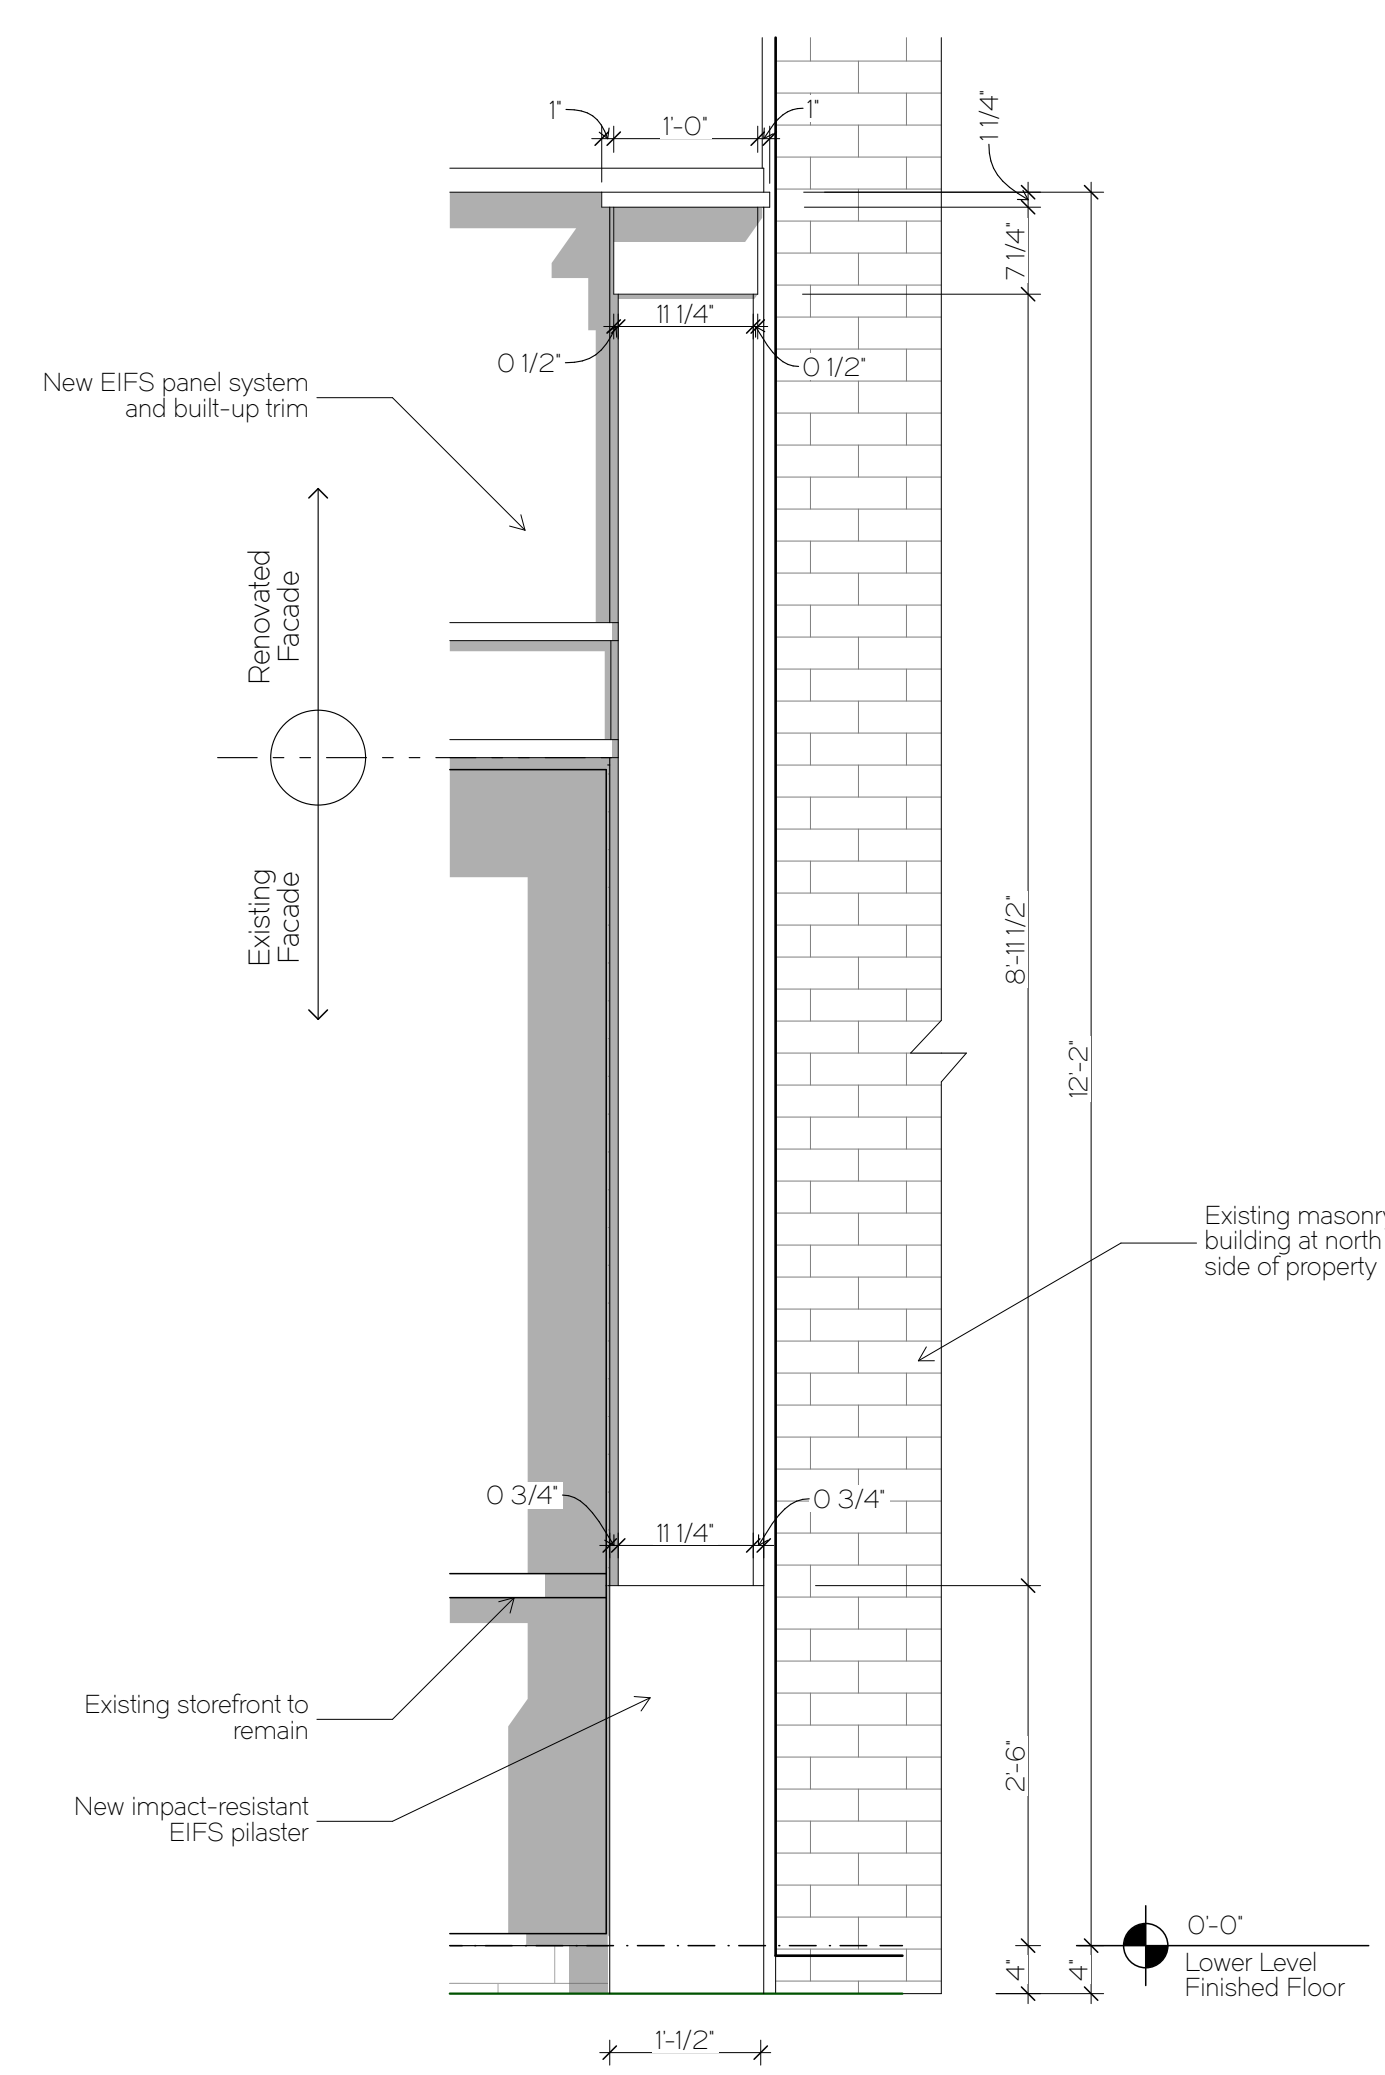 1"
1'-0"
1"
1 1/4"
7 1/4"
11 1/4"
0 1/2"
0 1/2"
New EIFS panel system
and built-up trim
Renovated
Facade
Existing
Facade
8'-11 1/2"
12'-2"
Existing masonry
building at north
side of property
0 3/4"
11 1/4"
0 3/4"
Existing storefront to
remain
2'-6"
New impact-resistant
EIFS pilaster
0'-0"
Lower Level
Finished Floor
4"
4"
1'-1/2"